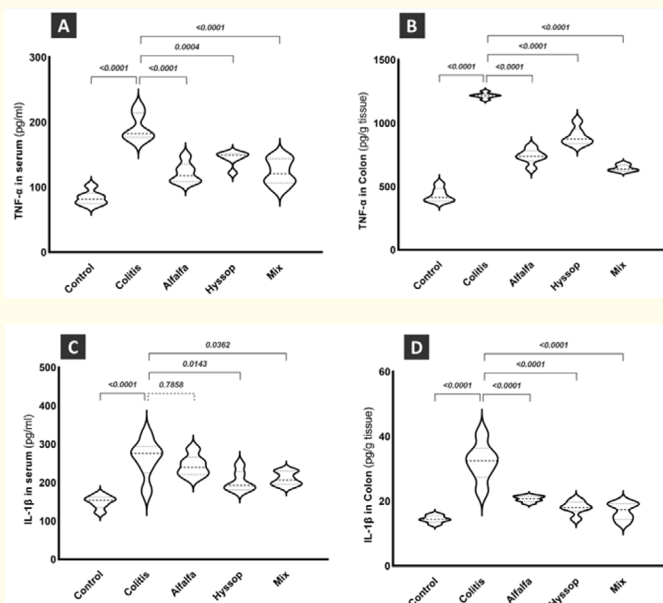 A
<0.0001
0.0004
<0.0001
<0.0001
TNF-α in serum (pg/ml)
300
200
100
0
Control
Colitis
Alfalfa
Hyssop
Mix
B
<0.0001
<0.0001
<0.0001
<0.0001
TNF-α in Colon (pg/g tissue)
1500
1000
500
0
Control
Colitis
Alfalfa
Hyssop
Mix
C
0.0362
0.0143
<0.0001
0.7858
IL-1β in serum (pg/ml)
500
400
300
200
100
0
Control
Colitis
Alfalfa
Hyssop
Mix
D
<0.0001
<0.0001
<0.0001
<0.0001
IL-1β in Colon (pg/g tissue)
60
40
20
0
Control
Colitis
Alfalfa
Hyssop
Mix